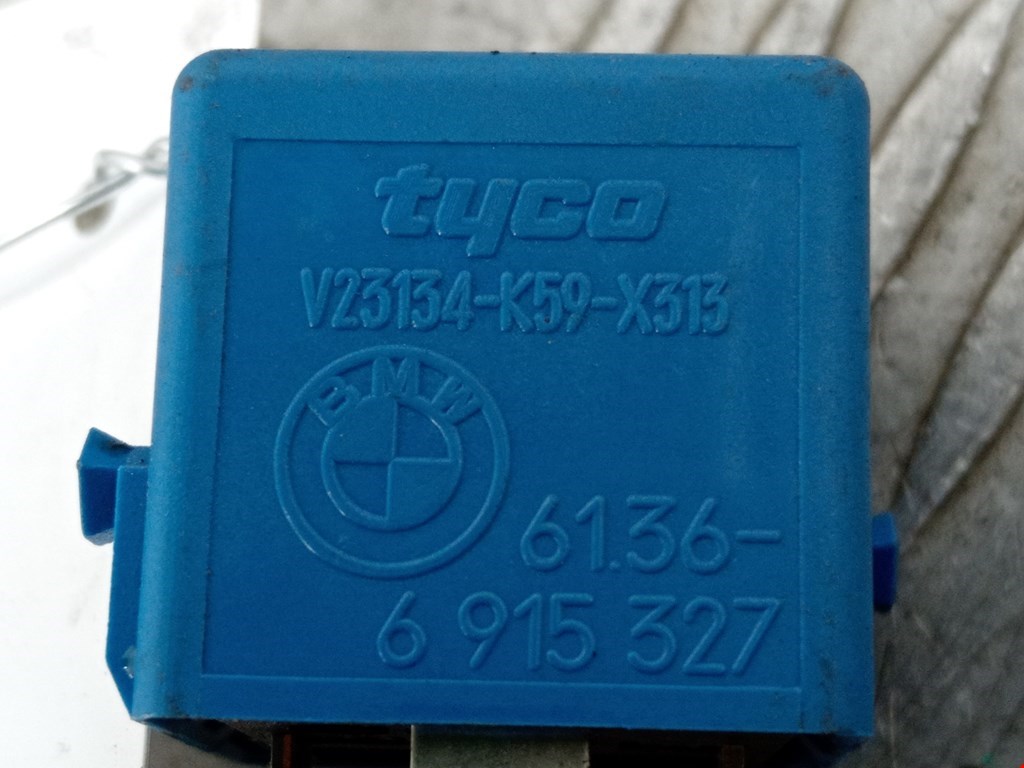 tyco
V23134-K59-X313
BMW
61.36-
6 915 327